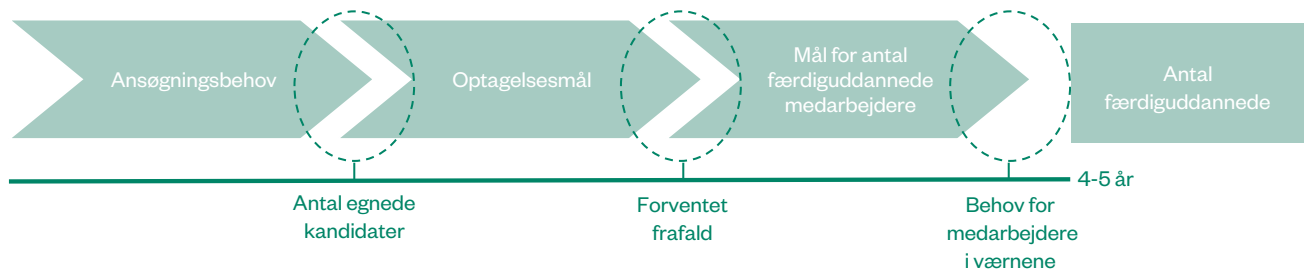 Ansøgningsbehov
Optagelsesmål
Mål for antal
færdiguddannede
medarbejdere
Antal
færdiguddannede
4-5 år
Antal egnede
kandidater
Forventet
frafald
Behov for
medarbejdere
i værnene